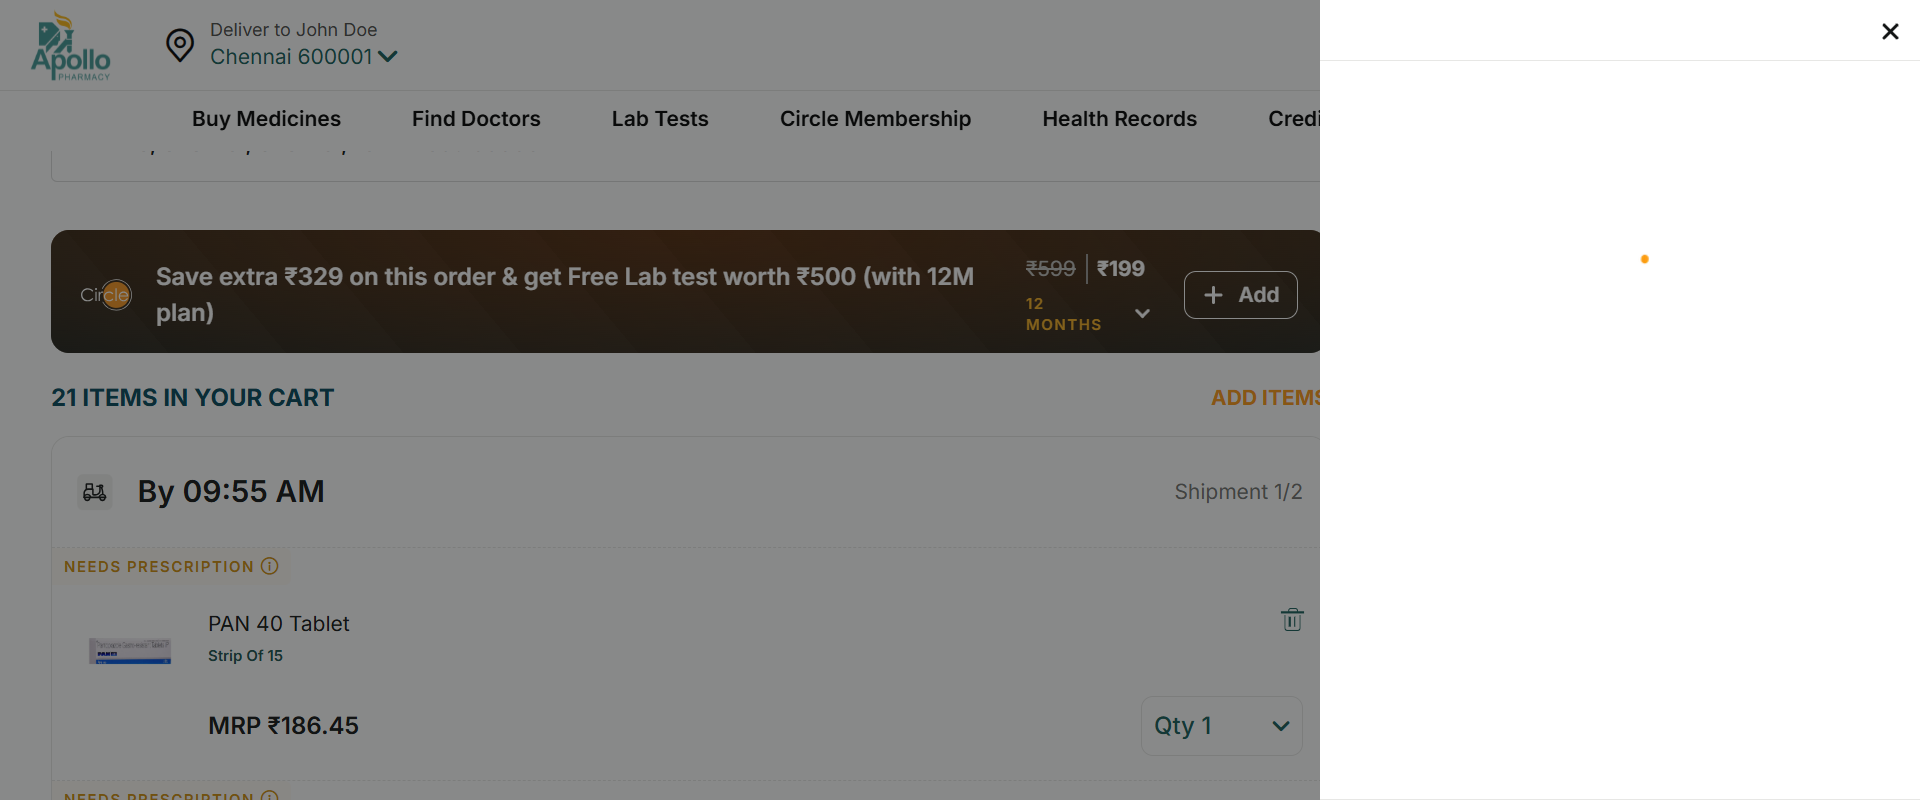 Apollo
PHARMACY
Deliver to John Doe
Chennai 600001
Buy Medicines
Find Doctors
Lab Tests
Circle Membership
Health Records
Credi
Circle
Save extra ₹329 on this order & get Free Lab test worth ₹500 (with 12M
plan)
₹599
₹199
12
MONTHS
+ Add
21 ITEMS IN YOUR CART
ADD ITEMS
By 09:55 AM
Shipment 1/2
NEEDS PRESCRIPTION
PAN 40 Tablet
Strip Of 15
MRP ₹186.45
Qty 1
NEEDS PRESCRIPTION